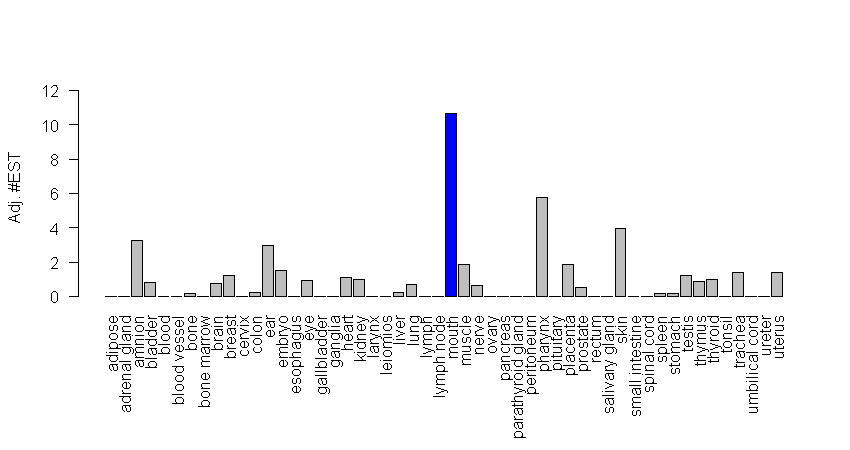 Adj. #EST
12
10
8
6
4
2
0
adipose
adrenal gland
amnion
bladder
blood
blood vessel
bone
bone marrow
brain
breast
cervix
colon
ear
embryo
esophagus
eye
gallbladder
ganglia
heart
kidney
larynx
leiomios
liver
lung
lymph
lymph node
mouth
muscle
nerve
ovary
pancreas
parathyroid gland
peritoneum
pharynx
pituitary
placenta
prostate
rectum
salivary gland
skin
small intestine
spinal cord
spleen
stomach
testis
thymus
thyroid
tonsil
trachea
umbilical cord
ureter
uterus